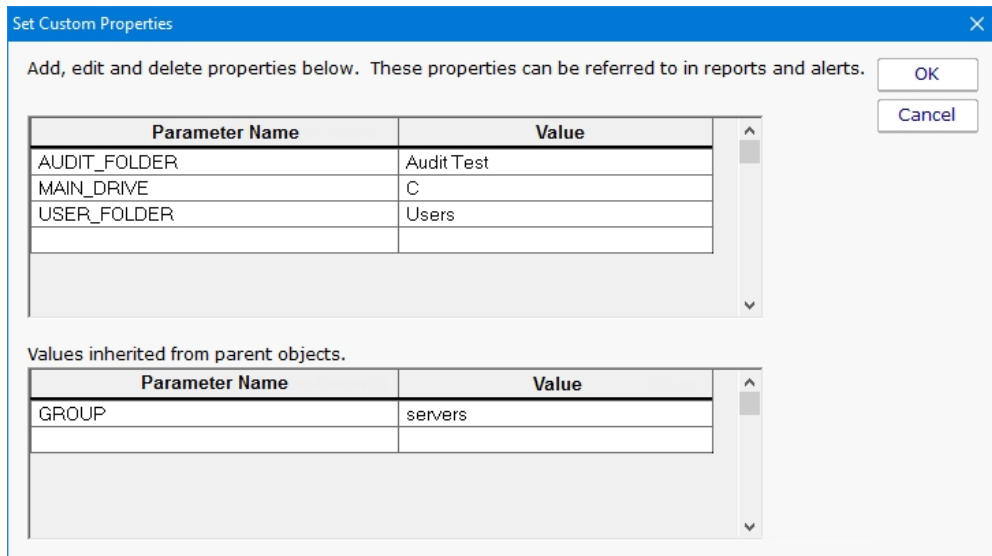 Set Custom Properties
Add, edit and delete properties below. These properties can be referred to in reports and alerts.
OK
Cancel
Parameter Name Value
AUDIT_FOLDER Audit Test
MAIN_DRIVE C
USER_FOLDER Users
Values inherited from parent objects.
Parameter Name Value
GROUP servers